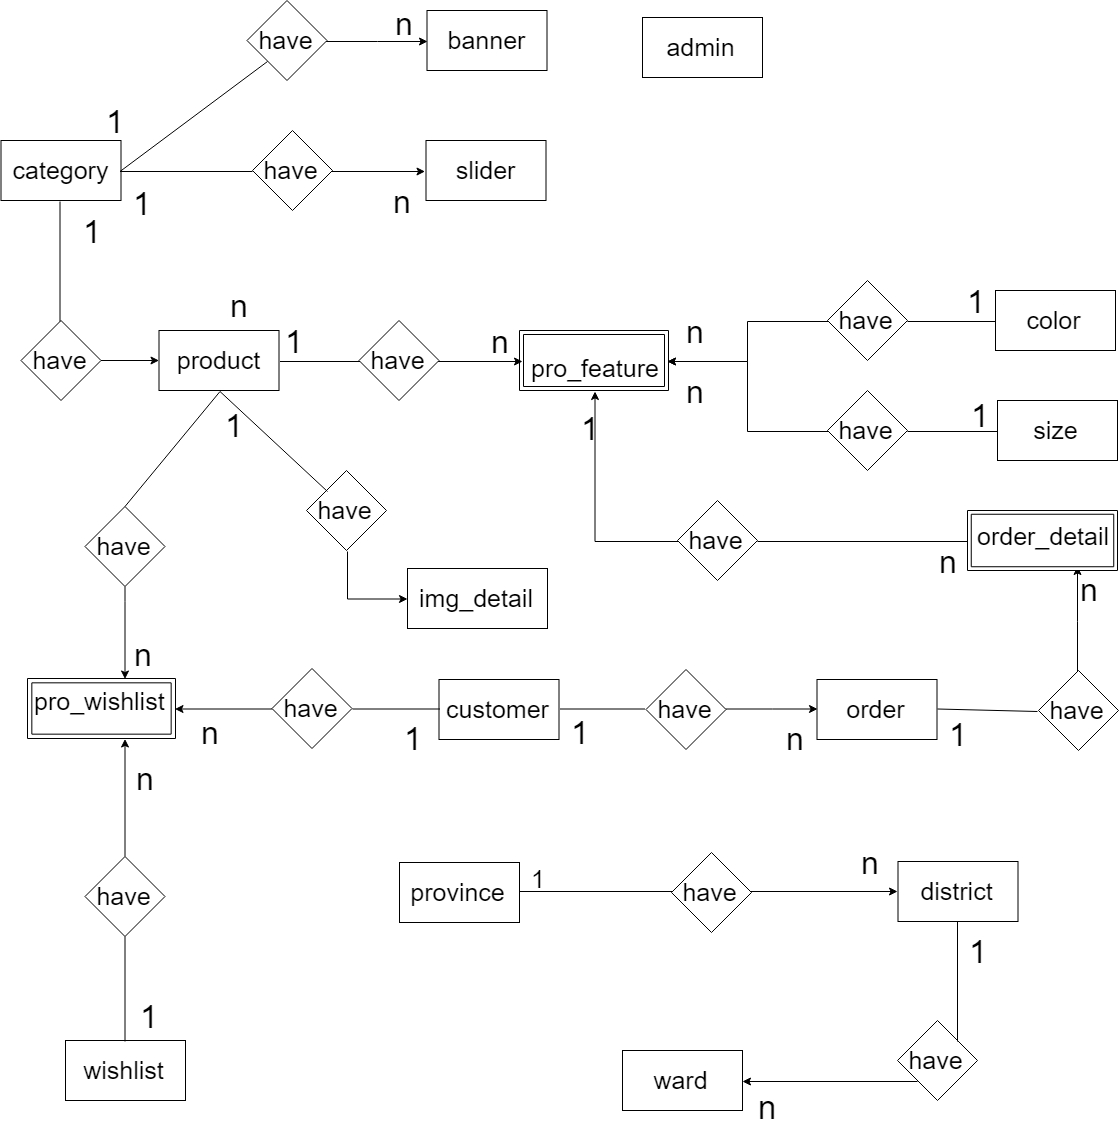 have
n
banner
admin
1
category
have
slider
1
n
1
n
have
product
1
have
n
pro_feature
n
n
have
1
color
have
1
size
1
1
have
have
have
n
order_detail
n
img_detail
n
pro_wishlist
n
have
1
customer
1
have
n
order
1
have
n
have
province
1
have
n
district
1
1
wishlist
ward
n
have